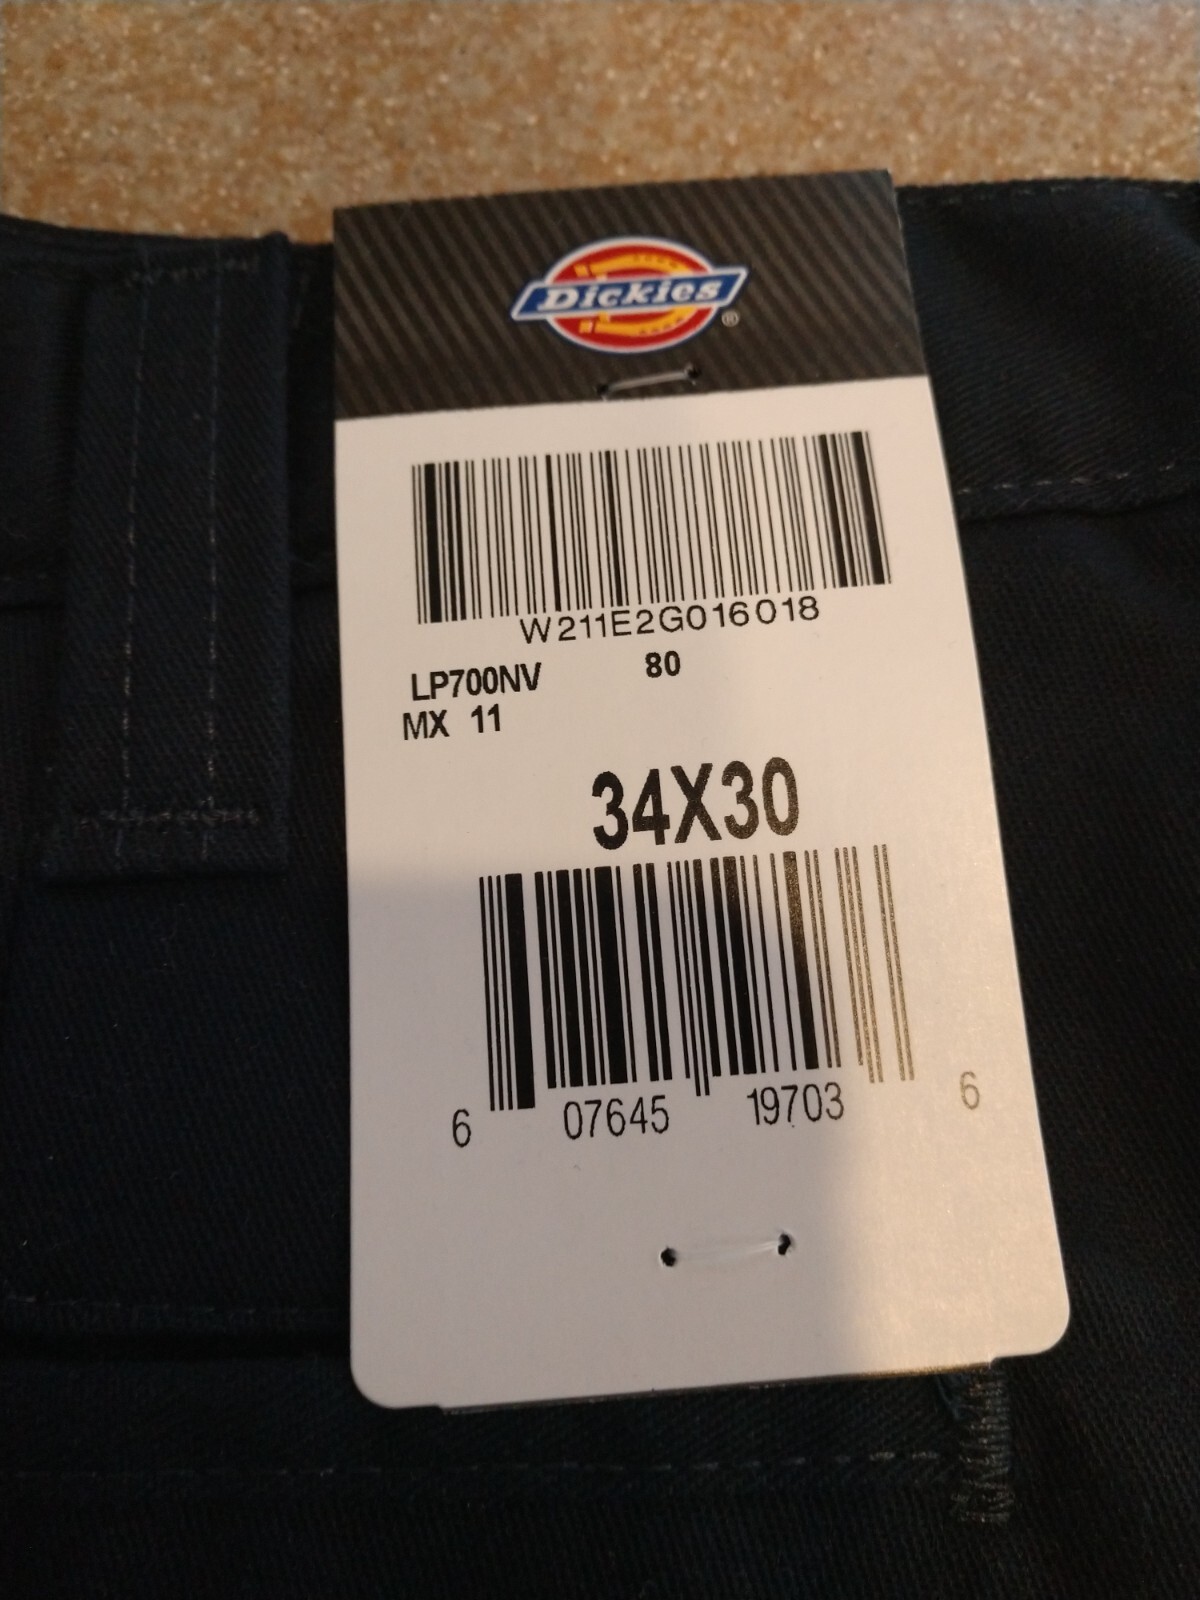 Dickies
®
W211E2G016018
LP700NV 80
MX 11
34X30
6 07645 19703 6